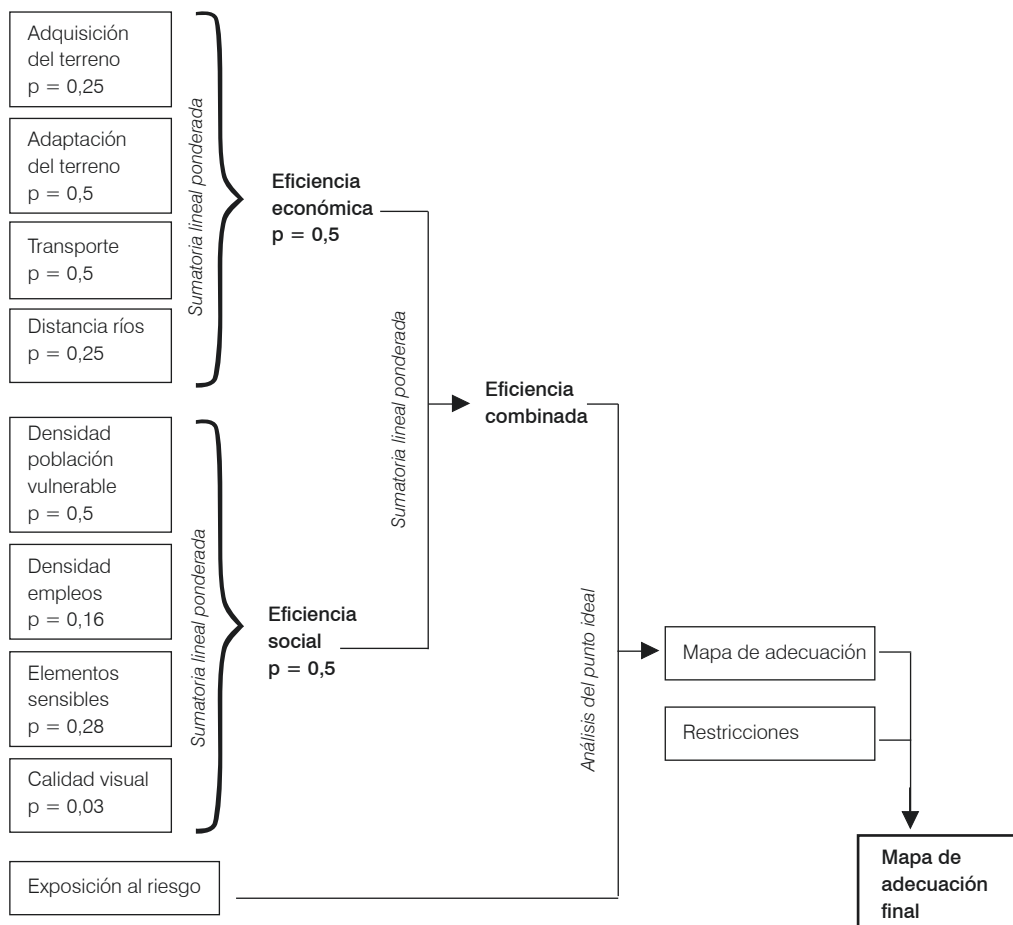 Adquisición
del terreno
p = 0,25
Adaptación
del terreno
p = 0,5
Transporte
p = 0,5
Distancia ríos
p = 0,25
Sumatoria lineal ponderada
Eficiencia
económica
p = 0,5
Densidad
población
vulnerable
p = 0,5
Densidad
empleos
p = 0,16
Elementos
sensibles
p = 0,28
Calidad visual
p = 0,03
Sumatoria lineal ponderada
Eficiencia
social
p = 0,5
Sumatoria lineal ponderada
Eficiencia
combinada
Exposición al riesgo
Análisis del punto ideal
Mapa de adecuación
Restricciones
Mapa de
adecuación
final